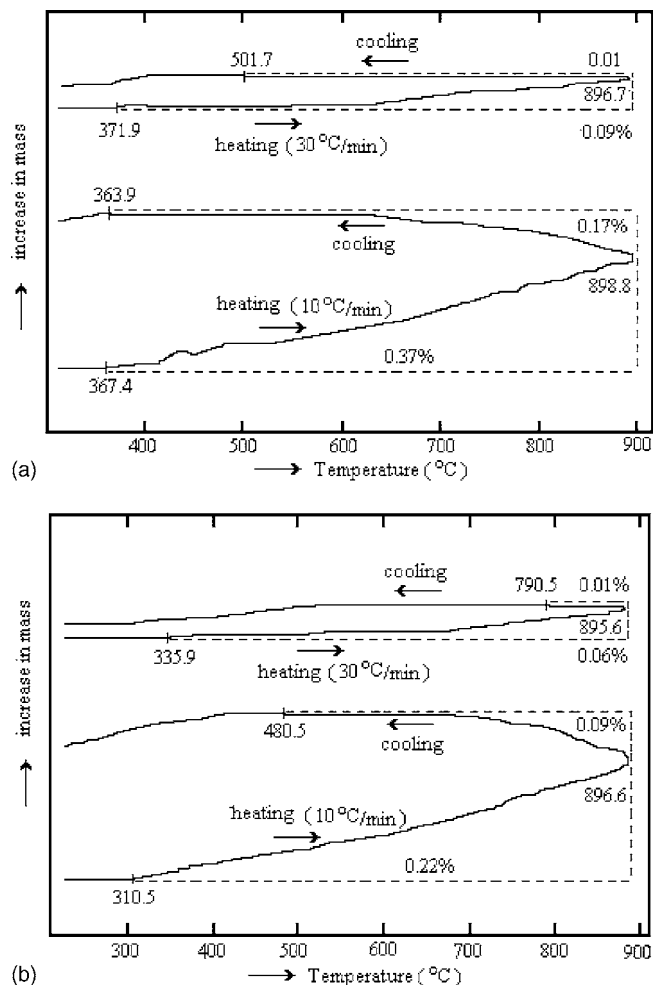 cooling
501.7
0.01
896.7
371.9
0.09%
heating (30 °C/min)
363.9
0.17%
cooling
898.8
heating (10 °C/min)
0.37%
367.4
increase in mass
400 500 600 700 800 900
Temperature (°C)
(a)
cooling
790.5
0.01%
895.6
335.9
0.06%
heating (30 °C/min)
480.5
0.09%
cooling
896.6
heating (10 °C/min)
0.22%
310.5
increase in mass
300 400 500 600 700 800 900
Temperature (°C)
(b)